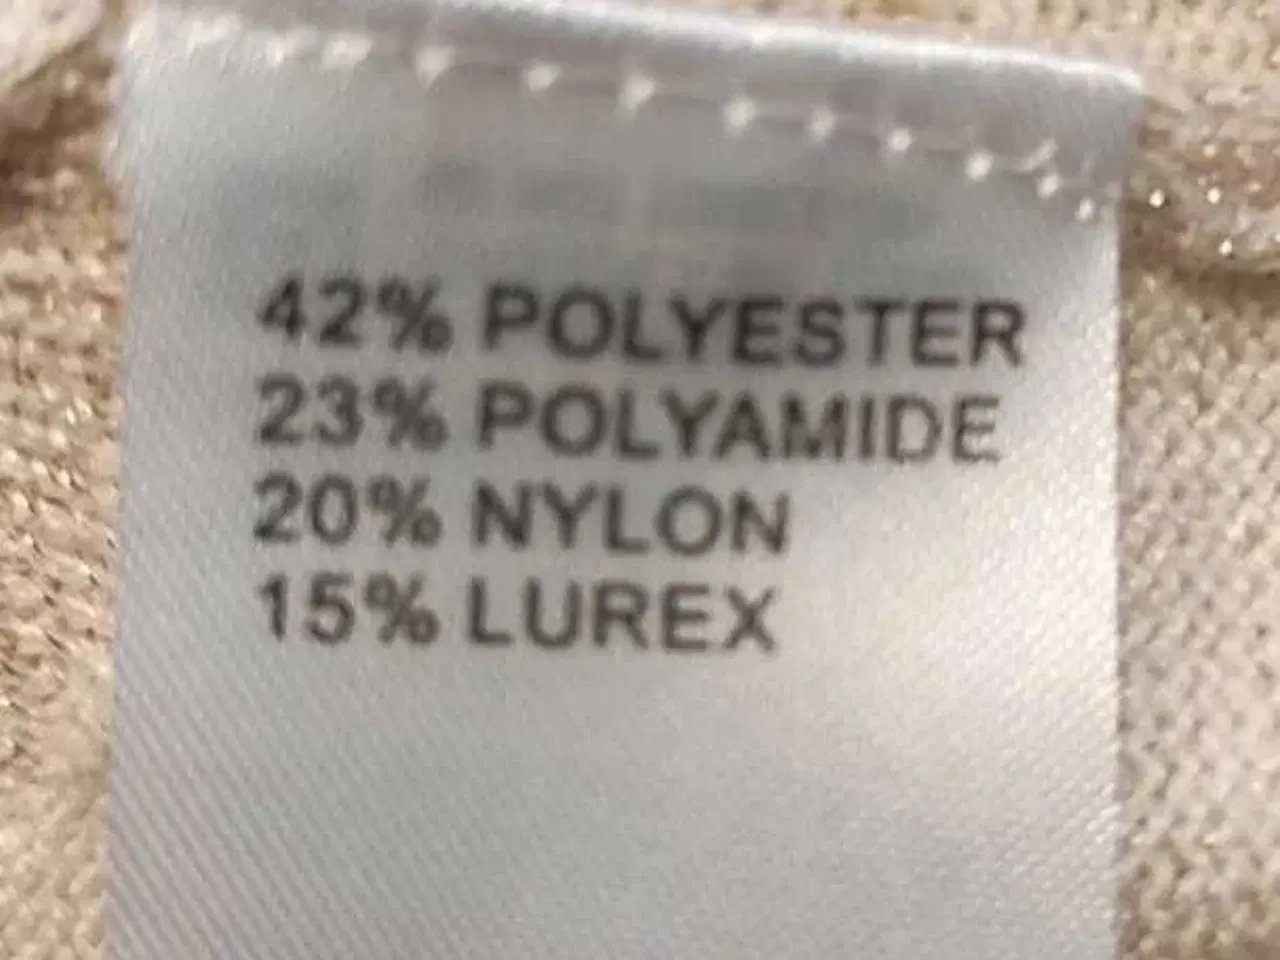 42% POLYESTER
23% POLYAMIDE
20% NYLON
15% LUREX